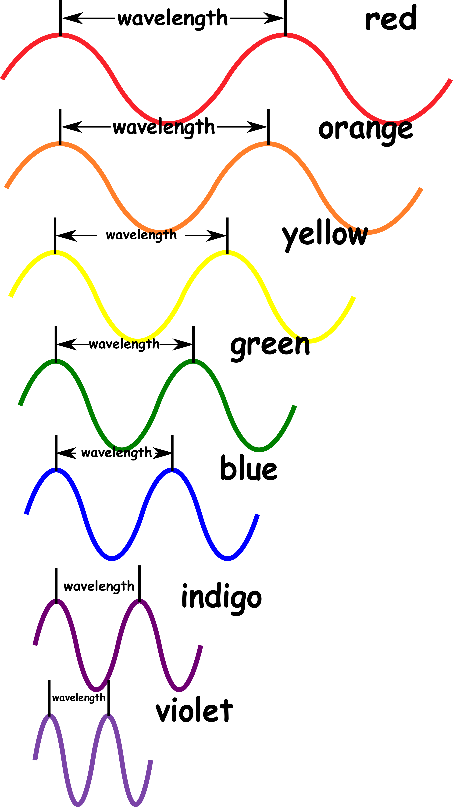 wavelength red
wavelength orange
wavelength yellow
wavelength green
wavelength blue
wavelength indigo
wavelength violet